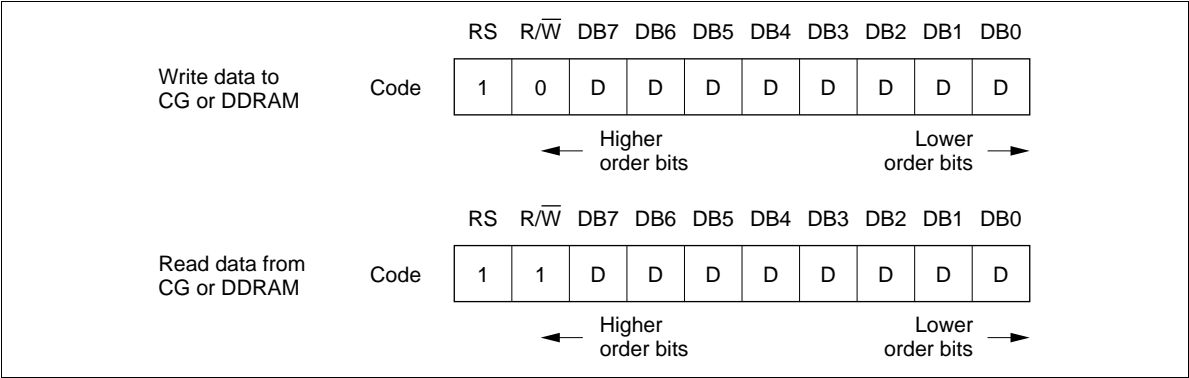 RS R/W̅ DB7 DB6 DB5 DB4 DB3 DB2 DB1 DB0
Write data to
CG or DDRAM
Code 1 0 D D D D D D D D
Higher
order bits
Lower
order bits
RS R/W̅ DB7 DB6 DB5 DB4 DB3 DB2 DB1 DB0
Read data from
CG or DDRAM
Code 1 1 D D D D D D D D
Higher
order bits
Lower
order bits